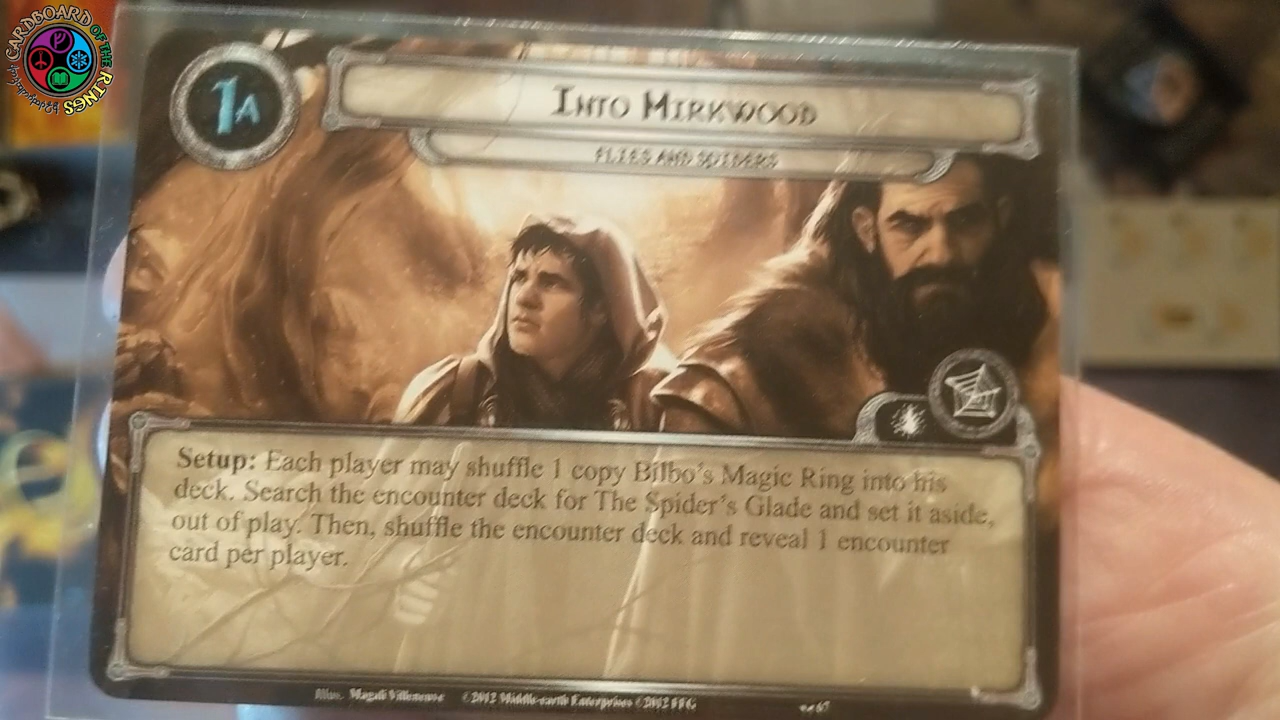 CARDBOARD OF THE RINGS
1A
INTO MIRKWOOD
FLIES AND SPIDERS
Setup: Each player may shuffle 1 copy Bilbo's Magic Ring into his
deck. Search the encounter deck for The Spider's Glade and set it aside,
out of play. Then, shuffle the encounter deck and reveal 1 encounter
card per player.
Illus. Magali Villeneuve ©2012 Middle-earth Enterprises ©2012 FFG
67